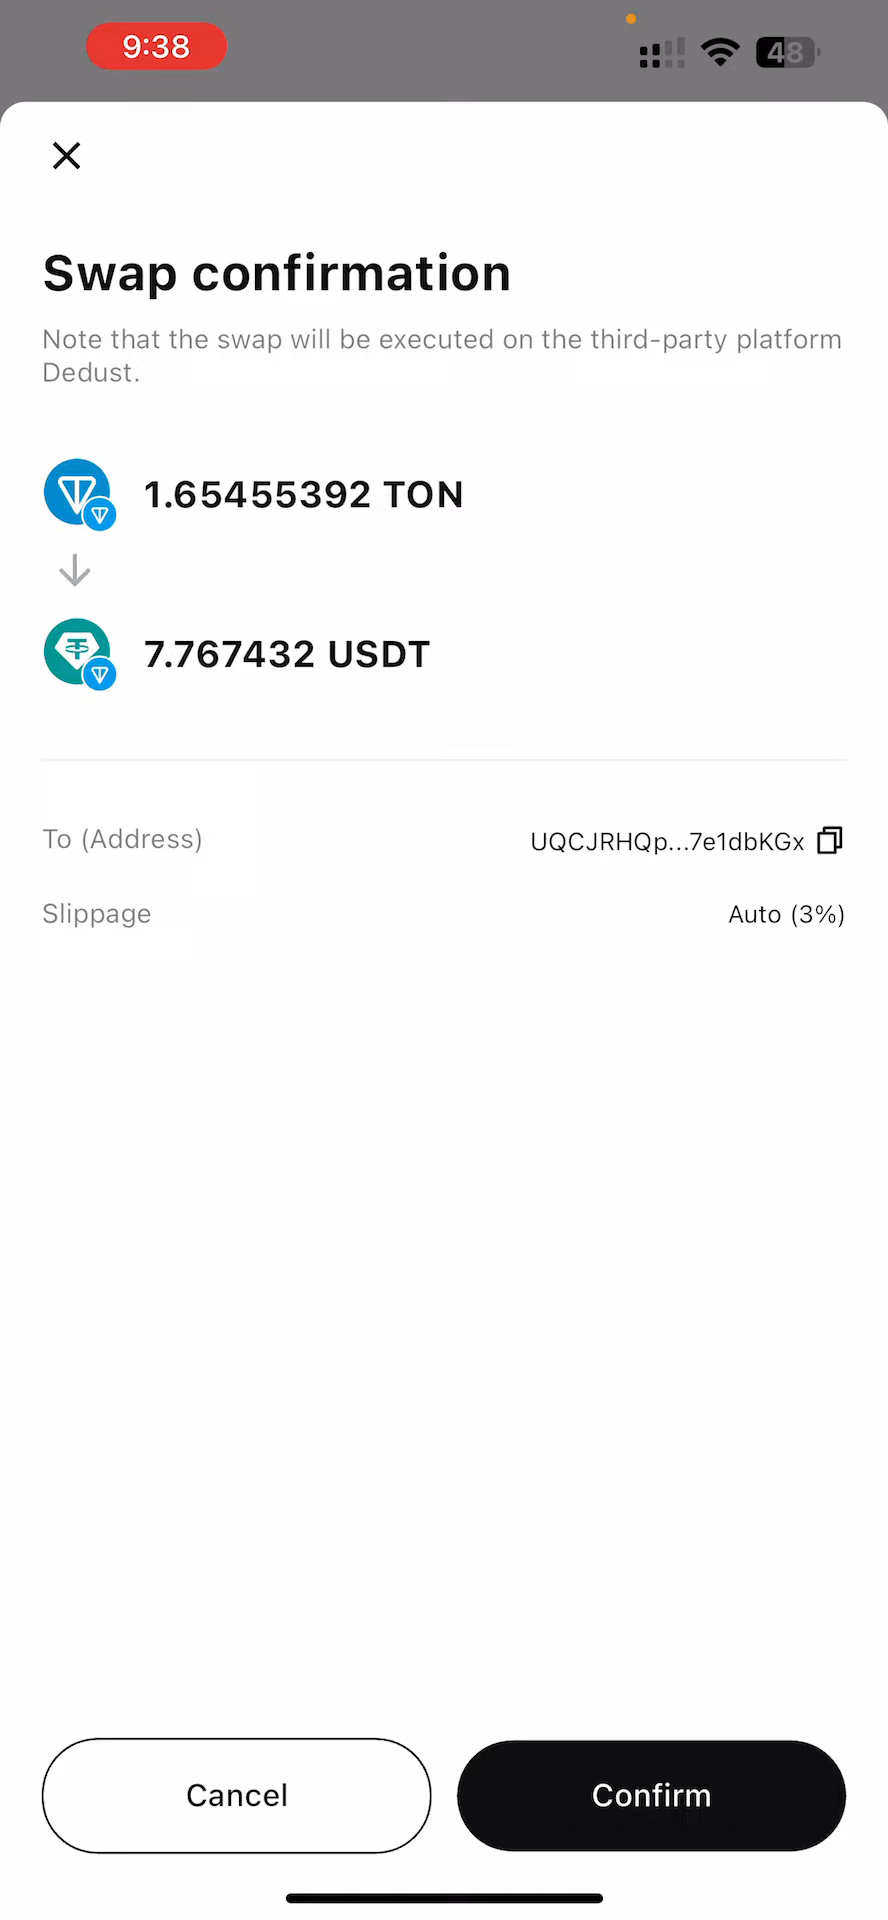 9:38
48
Swap confirmation
Note that the swap will be executed on the third-party platform
Dedust.
1.65455392 TON
7.767432 USDT
To (Address) UQCJRHQp...7e1dbKGx
Slippage Auto (3%)
Cancel Confirm